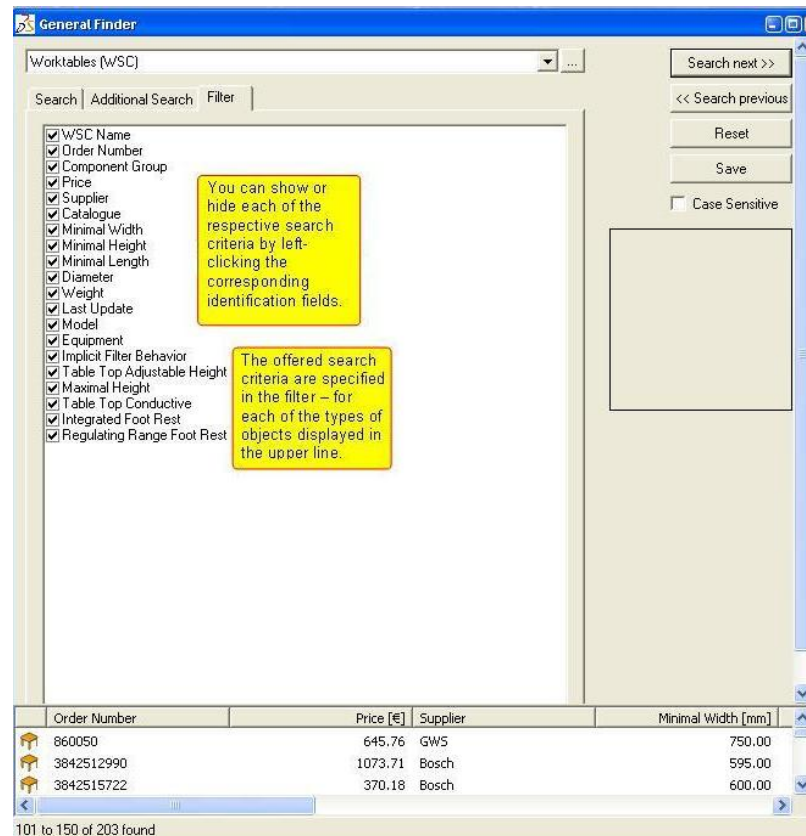 General Finder
Worktables (WSC)
...
Search next >>
Search
Additional Search
Filter
<< Search previous
Reset
Save
Case Sensitive
WSC Name
Order Number
Component Group
Price
Supplier
Catalogue
Minimal Width
Minimal Height
Minimal Length
Diameter
Weight
Last Update
Model
Equipment
Implicit Filter Behavior
Table Top Adjustable Height
Maximal Height
Table Top Conductive
Integrated Foot Rest
Regulating Range Foot Rest
You can show or
hide each of the
respective search
criteria by left-
clicking the
corresponding
identification fields.
The offered search
criteria are specified
in the filter – for
each of the types of
objects displayed in
the upper line.
Order Number Price [€] Supplier Minimal Width [mm]
860050 645.76 GWS 750.00
3842512990 1073.71 Bosch 595.00
3842515722 370.18 Bosch 600.00
101 to 150 of 203 found